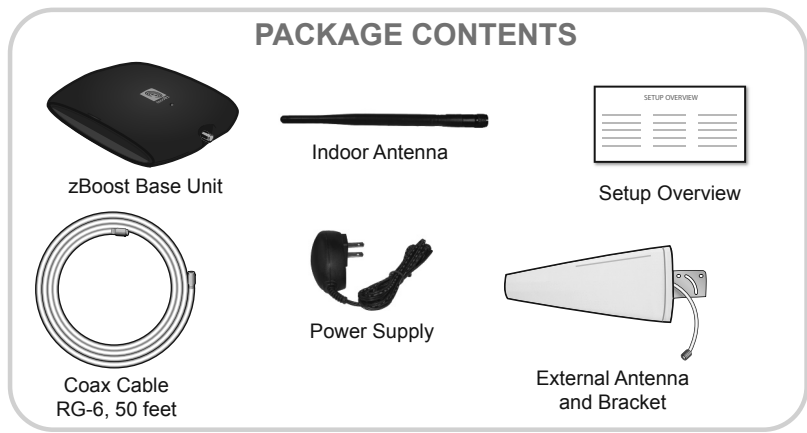 PACKAGE CONTENTS
zBoost Base Unit
Indoor Antenna
SETUP OVERVIEW
Setup Overview
Coax Cable
RG-6, 50 feet
Power Supply
External Antenna
and Bracket